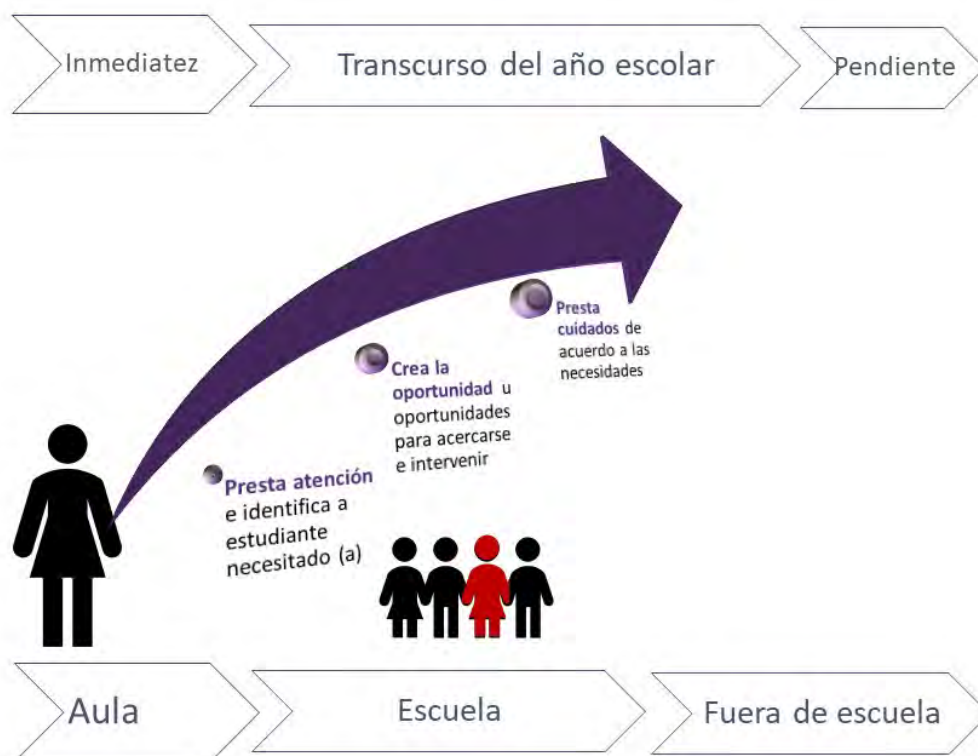 Inmediatez
Transcurso del año escolar
Pendiente
Presta
cuidados de
acuerdo a las
necesidades
Crea la
oportunidad u
oportunidades
para acercarse
e intervenir
Presta atención
e identifica a
estudiante
necesitado (a)
Aula
Escuela
Fuera de escuela